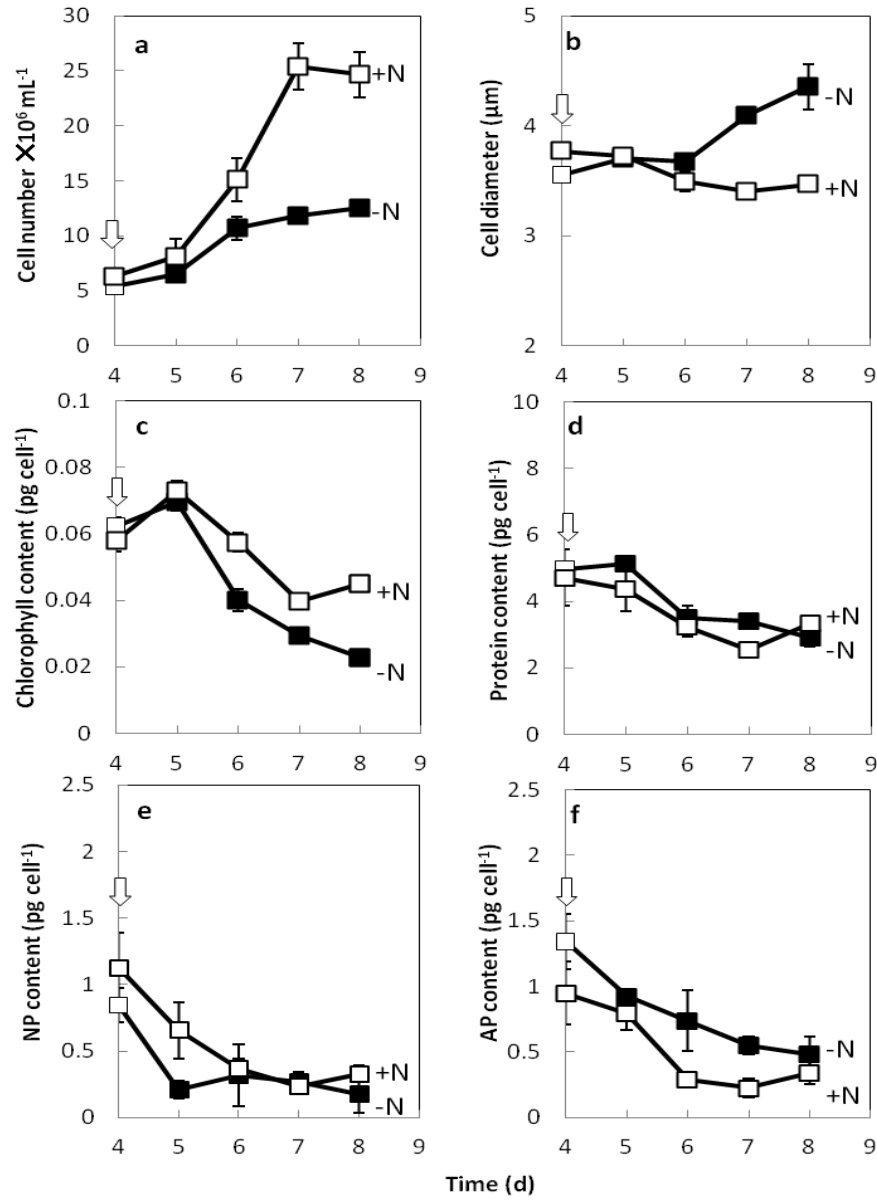 a
Cell number ×10⁶ mL⁻¹
30
25
20
15
10
5
0
+N
-N
4 5 6 7 8 9
b
Cell diameter (µm)
5
4
3
2
-N
+N
4 5 6 7 8 9
c
Chlorophyll content (pg cell⁻¹)
0.1
0.08
0.06
0.04
0.02
0
+N
-N
4 5 6 7 8 9
d
Protein content (pg cell⁻¹)
10
8
6
4
2
0
+N
-N
4 5 6 7 8 9
e
NP content (pg cell⁻¹)
2.5
2
1.5
1
0.5
0
+N
-N
4 5 6 7 8 9
f
AP content (pg cell⁻¹)
2.5
2
1.5
1
0.5
0
-N
+N
4 5 6 7 8 9
Time (d)